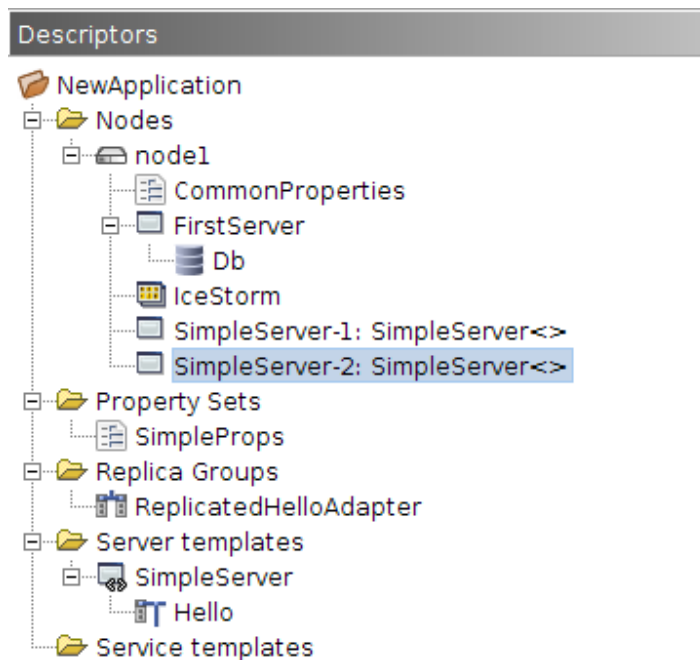 Descriptors
NewApplication
Nodes
node1
CommonProperties
FirstServer
Db
IceStorm
SimpleServer-1: SimpleServer<>
SimpleServer-2: SimpleServer<>
Property Sets
SimpleProps
Replica Groups
ReplicatedHelloAdapter
Server templates
SimpleServer
Hello
Service templates